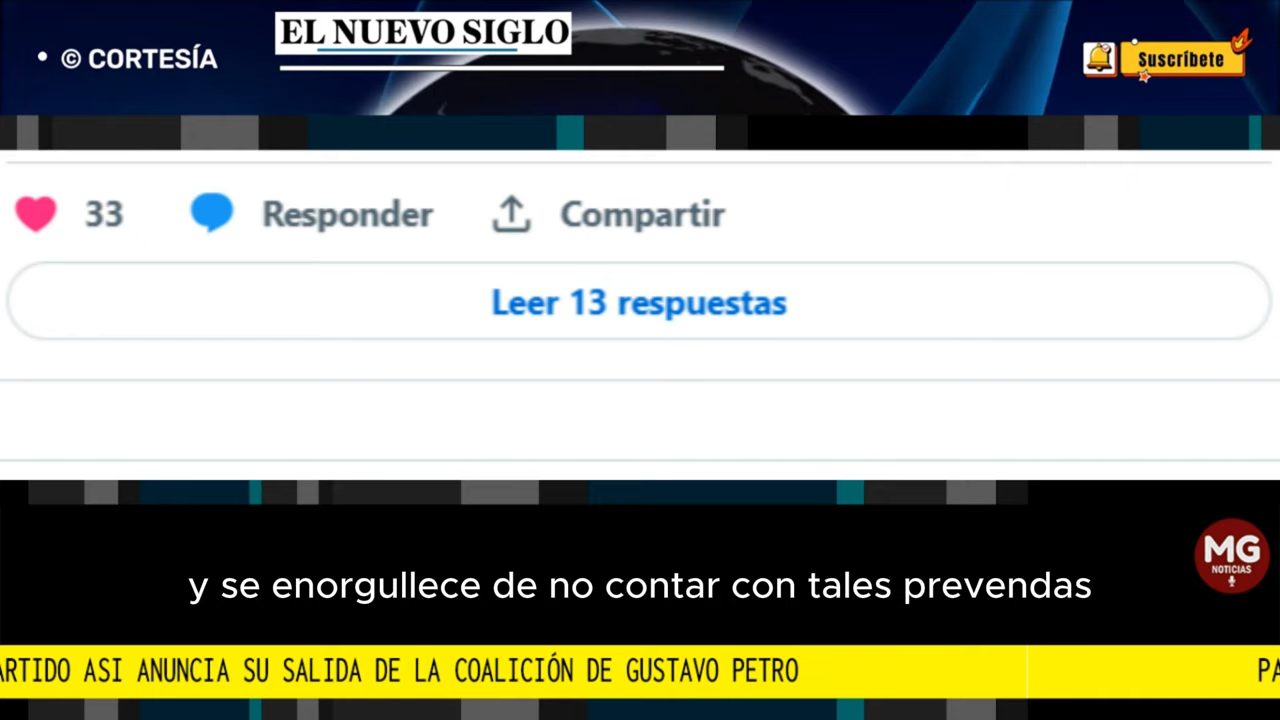 • © CORTESÍA
EL NUEVO SIGLO
Suscríbete
33
Responder
Compartir
Leer 13 respuestas
MG
NOTICIAS
y se enorgullece de no contar con tales prevendas
ARTIDO ASI ANUNCIA SU SALIDA DE LA COALICIÓN DE GUSTAVO PETRO
PA